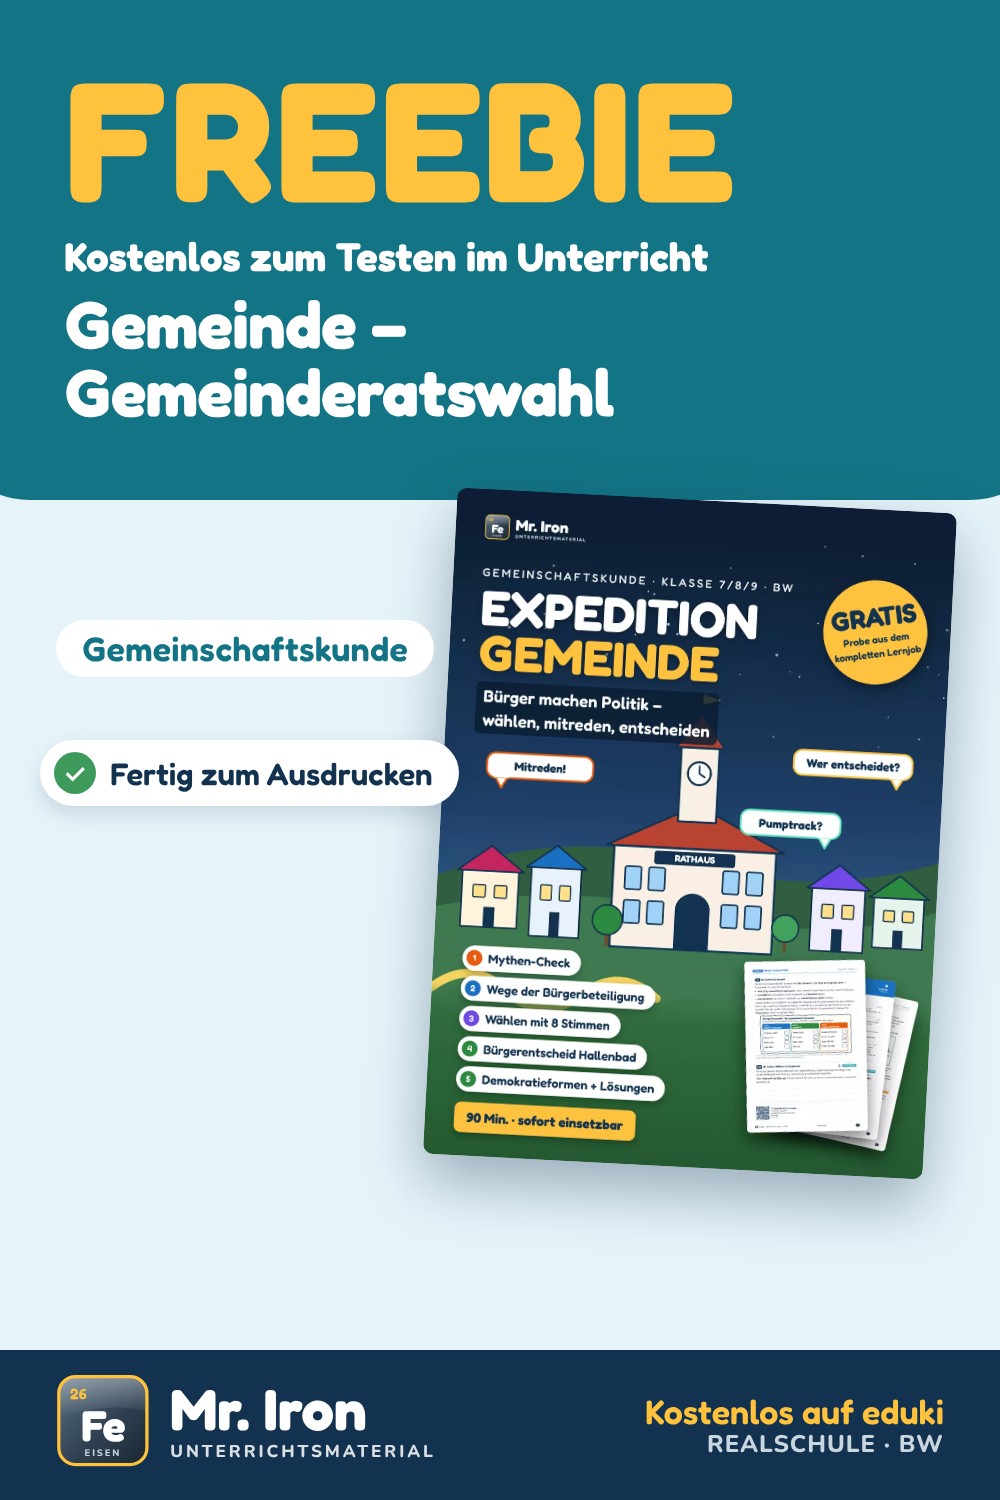 FREEBIE
Kostenlos zum Testen im Unterricht
Gemeinde –
Gemeinderatswahl
Gemeinschaftskunde
Fertig zum Ausdrucken
Fe
Mr. Iron
UNTERRICHTSMATERIAL
GEMEINSCHAFTSKUNDE · KLASSE 7/8/9 · BW
EXPEDITION
GEMEINDE
GRATIS
Probe aus dem
kompletten Lernjob
Bürger machen Politik –
wählen, mitreden, entscheiden
Mitreden!
Wer entscheidet?
Pumptrack?
RATHAUS
1 Mythen-Check
2 Wege der Bürgerbeteiligung
3 Wählen mit 8 Stimmen
4 Bürgerentscheid Hallenbad
5 Demokratieformen + Lösungen
90 Min. · sofort einsetzbar
26
Fe
EISEN
Mr. Iron
UNTERRICHTSMATERIAL
Kostenlos auf eduki
REALSCHULE · BW